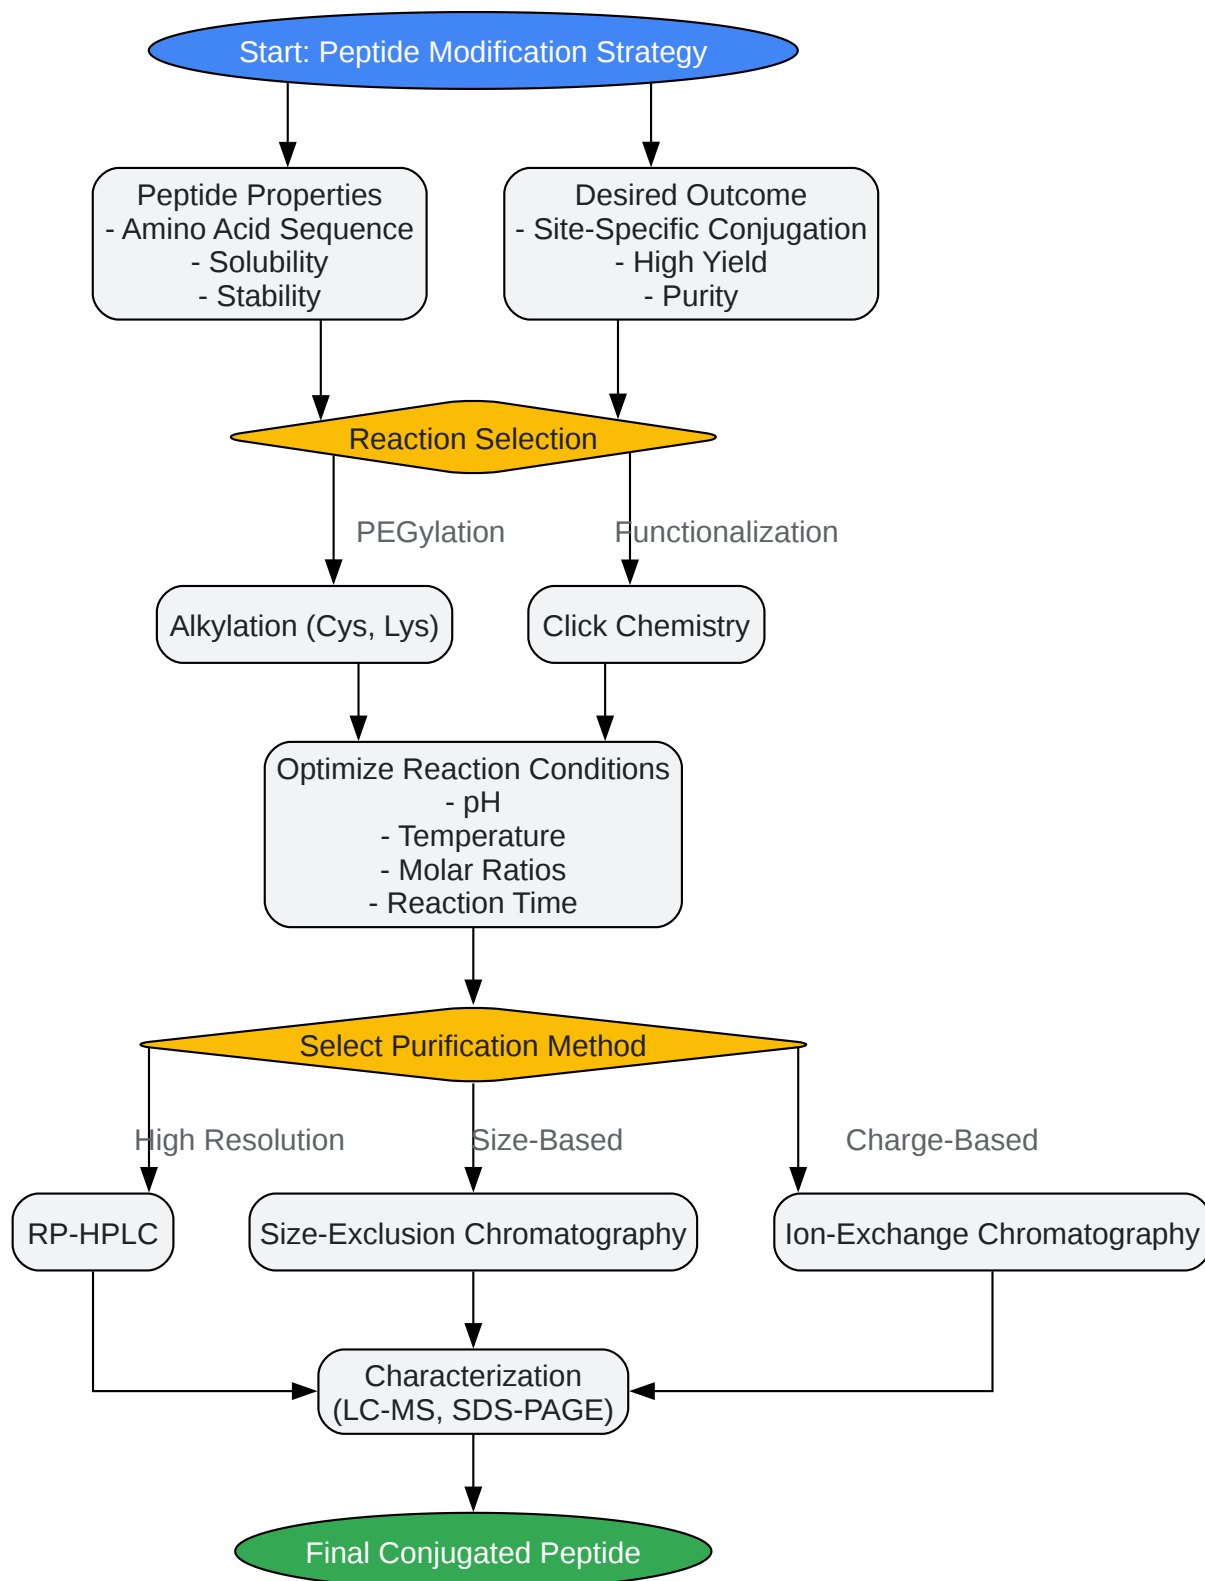 Start: Peptide Modification Strategy
Peptide Properties
- Amino Acid Sequence
- Solubility
- Stability
Desired Outcome
- Site-Specific Conjugation
- High Yield
- Purity
Reaction Selection
PEGylation
Functionalization
Alkylation (Cys, Lys)
Click Chemistry
Optimize Reaction Conditions
- pH
- Temperature
- Molar Ratios
- Reaction Time
Select Purification Method
High Resolution
Size-Based
Charge-Based
RP-HPLC
Size-Exclusion Chromatography
Ion-Exchange Chromatography
Characterization
(LC-MS, SDS-PAGE)
Final Conjugated Peptide